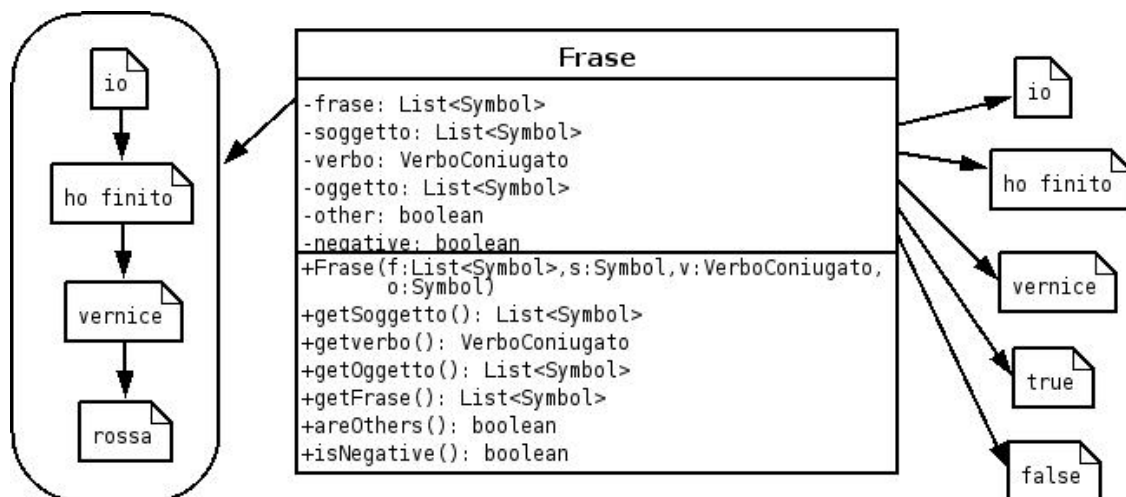 io
ho finito
vernice
rossa
Frase
-frase: List<Symbol>
-soggetto: List<Symbol>
-verbo: VerboConiugato
-oggetto: List<Symbol>
-other: boolean
-negative: boolean
+Frase(f:List<Symbol>,s:Symbol,v:VerboConiugato,
o:Symbol)
+getSoggetto(): List<Symbol>
+getverbo(): VerboConiugato
+getOggetto(): List<Symbol>
+getFrase(): List<Symbol>
+areOthers(): boolean
+isNegative(): boolean
io
ho finito
vernice
true
false